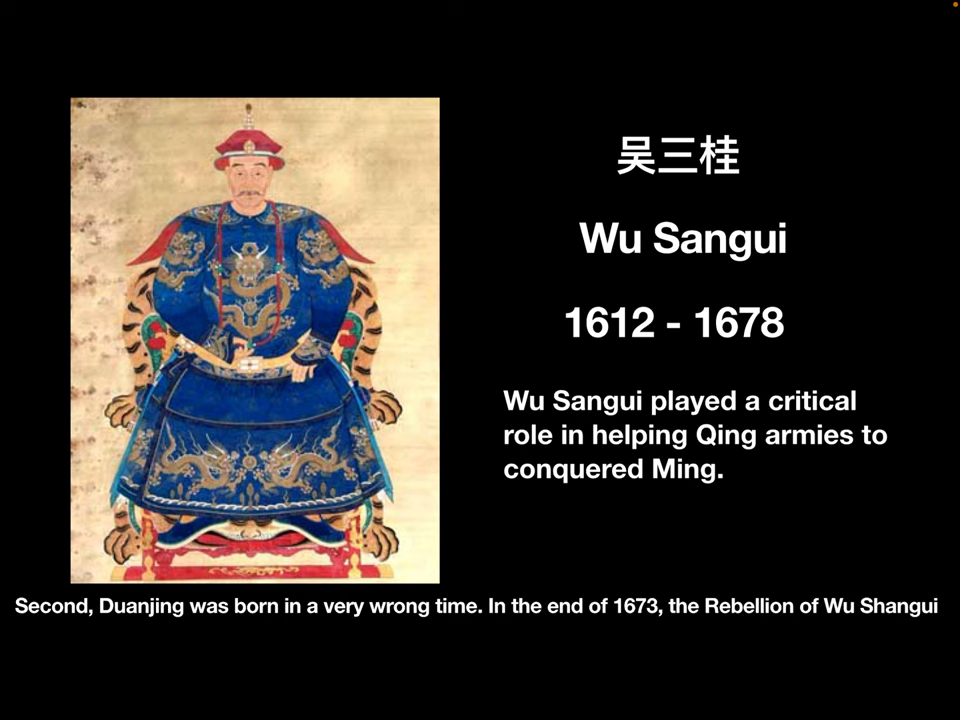 吴三桂
Wu Sangui
1612 - 1678
Wu Sangui played a critical
role in helping Qing armies to
conquered Ming.
Second, Duanjing was born in a very wrong time. In the end of 1673, the Rebellion of Wu Shangui